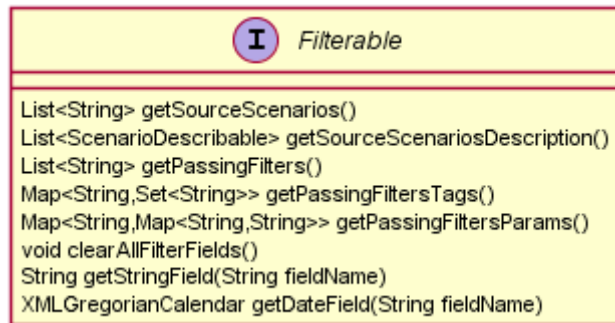 I Filterable
List<String> getSourceScenarios()
List<ScenarioDescribable> getSourceScenariosDescription()
List<String> getPassingFilters()
Map<String,Set<String>> getPassingFiltersTags()
Map<String,Map<String,String>> getPassingFiltersParams()
void clearAllFilterFields()
String getStringField(String fieldName)
XMLGregorianCalendar getDateField(String fieldName)